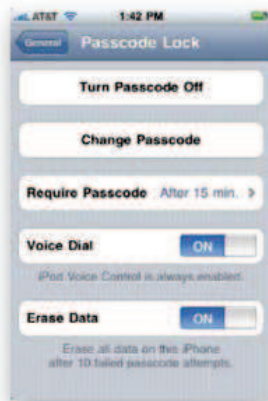 AT&T 1:42 PM
General Passcode Lock
Turn Passcode Off
Change Passcode
Require Passcode After 15 min. >
Voice Dial ON
iPod Voice Control is always enabled.
Erase Data ON
Erase all data on this iPhone
after 10 failed passcode attempts.